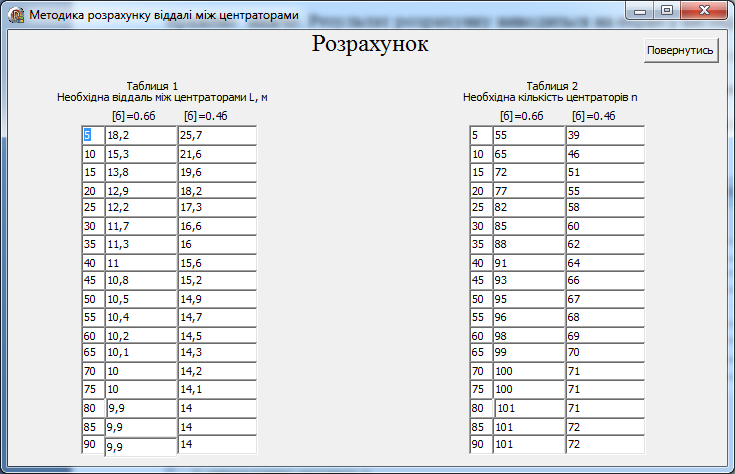 Методика розрахунку віддалі між центраторами
Розрахунок
Повернутись
Таблиця 1
Необхідна віддаль між центраторами L, м
[б]=0.6б [б]=0.4б
5 18,2 25,7
10 15,3 21,6
15 13,8 19,6
20 12,9 18,2
25 12,2 17,3
30 11,7 16,6
35 11,3 16
40 11 15,6
45 10,8 15,2
50 10,5 14,9
55 10,4 14,7
60 10,2 14,5
65 10,1 14,3
70 10 14,2
75 10 14,1
80 9,9 14
85 9,9 14
90 9,9 14
Таблиця 2
Необхідна кількість центраторів n
[б]=0.6б [б]=0.4б
5 55 39
10 65 46
15 72 51
20 77 55
25 82 58
30 85 60
35 88 62
40 91 64
45 93 66
50 95 67
55 96 68
60 98 69
65 99 70
70 100 71
75 100 71
80 101 71
85 101 72
90 101 72